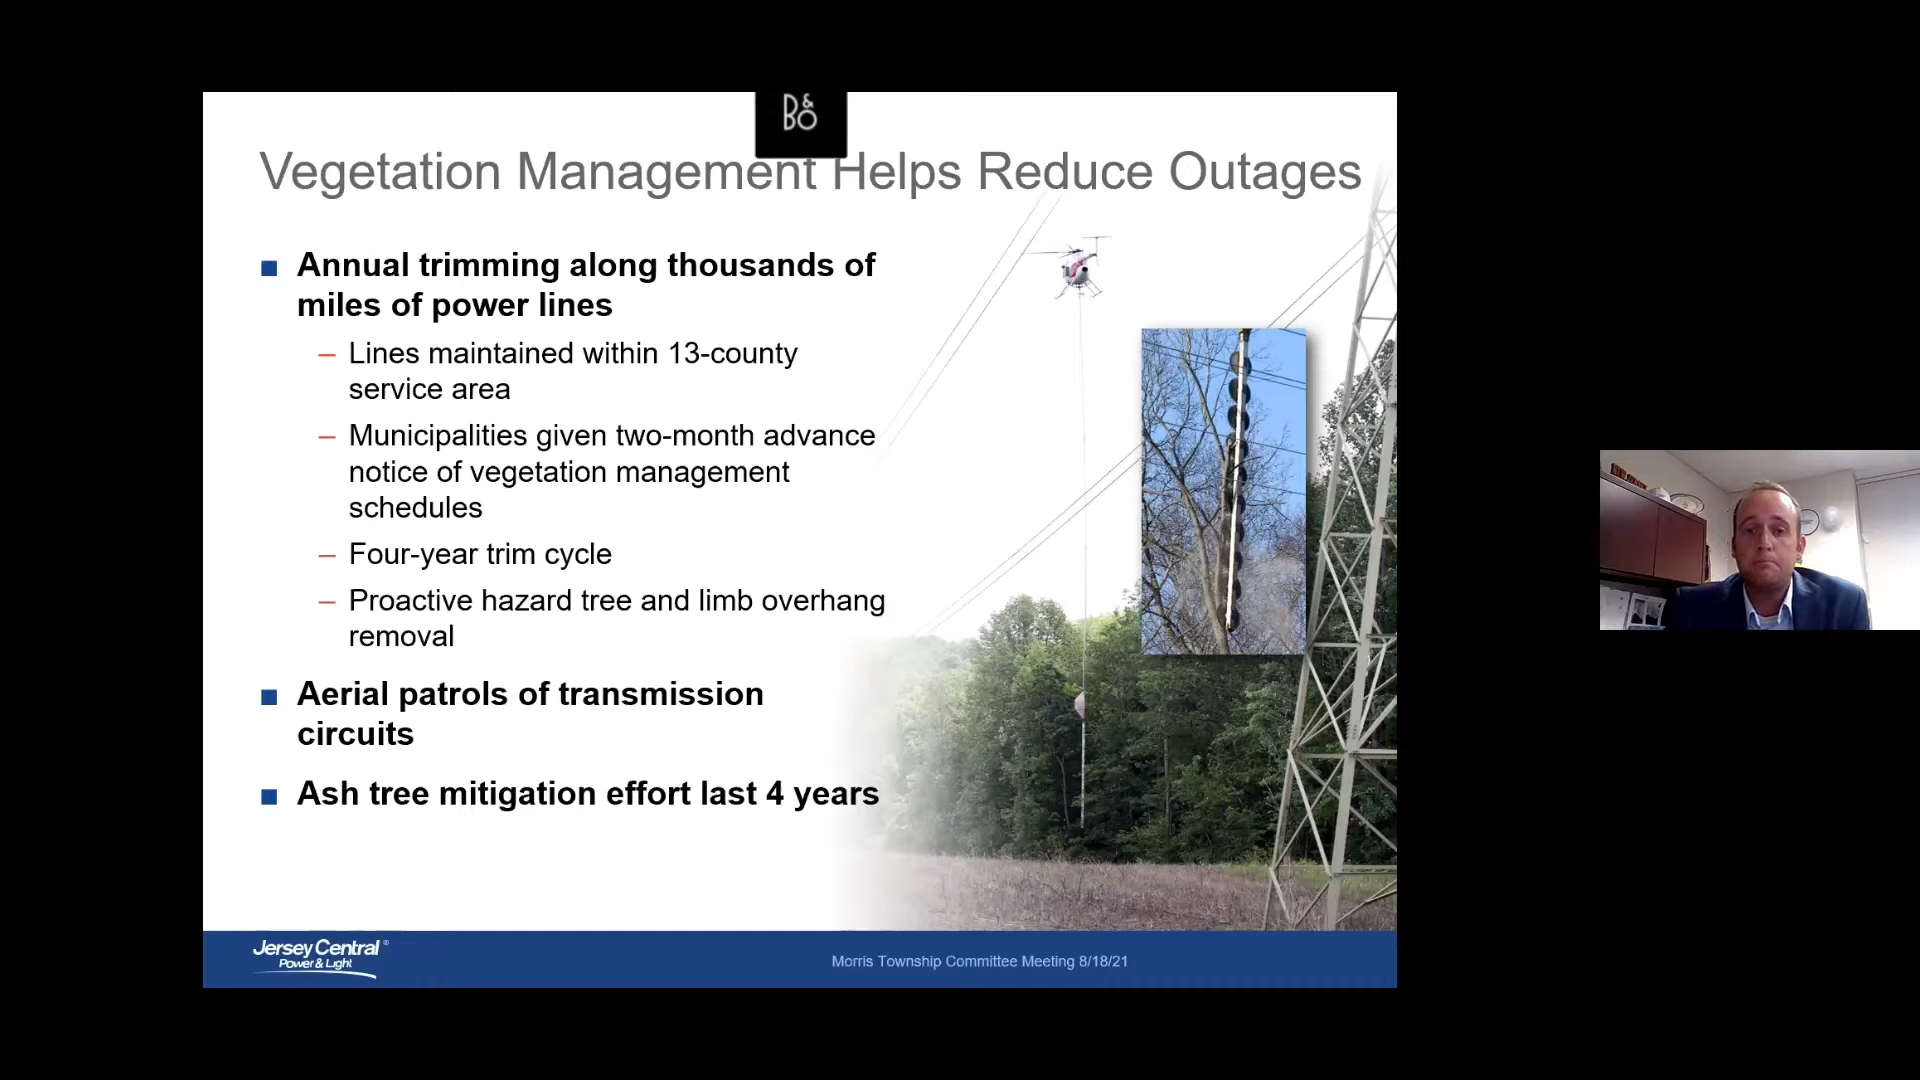 B&O
Vegetation Management Helps Reduce Outages
■ Annual trimming along thousands of
miles of power lines
– Lines maintained within 13-county
service area
– Municipalities given two-month advance
notice of vegetation management
schedules
– Four-year trim cycle
– Proactive hazard tree and limb overhang
removal
■ Aerial patrols of transmission
circuits
■ Ash tree mitigation effort last 4 years
Jersey Central®
Power & Light
Morris Township Committee Meeting 8/18/21